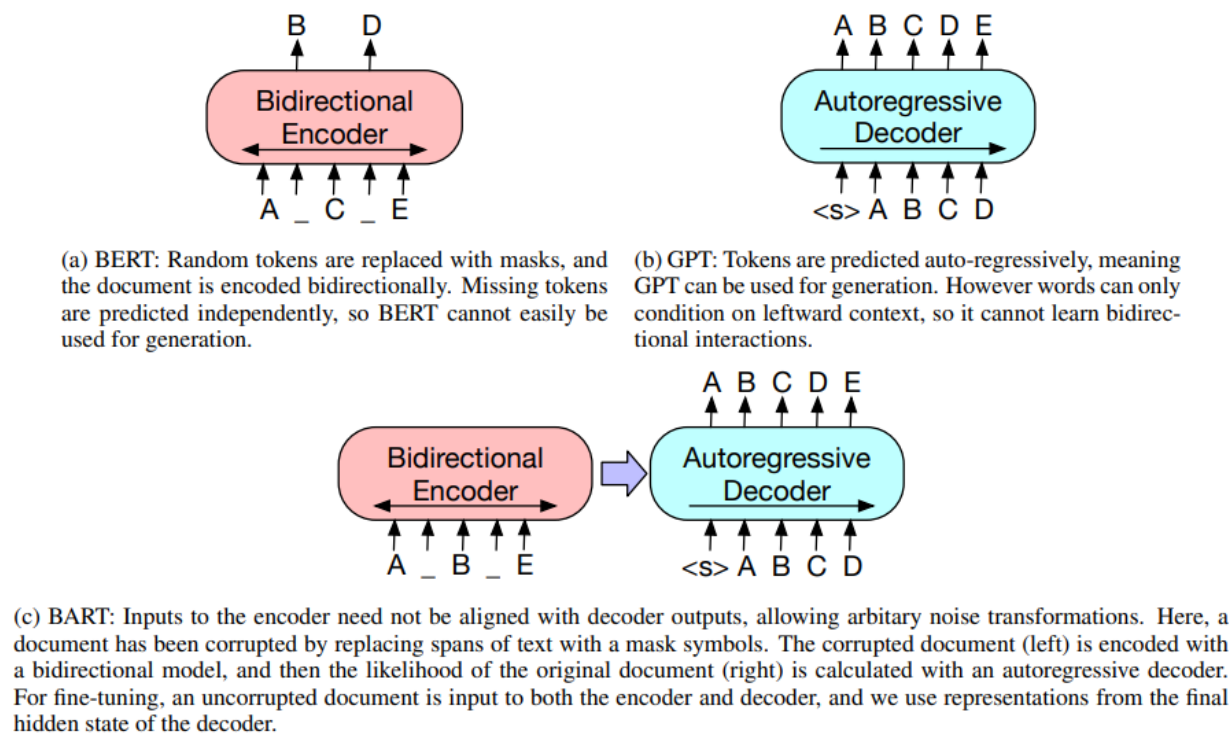 B D
Bidirectional
Encoder
A _ C _ E
(a) BERT: Random tokens are replaced with masks, and
the document is encoded bidirectionally. Missing tokens
are predicted independently, so BERT cannot easily be
used for generation.
A B C D E
Autoregressive
Decoder
<s> A B C D
(b) GPT: Tokens are predicted auto-regressively, meaning
GPT can be used for generation. However words can only
condition on leftward context, so it cannot learn bidirec-
tional interactions.
Bidirectional
Encoder
A _ B _ E
A B C D E
Autoregressive
Decoder
<s> A B C D
(c) BART: Inputs to the encoder need not be aligned with decoder outputs, allowing arbitary noise transformations. Here, a
document has been corrupted by replacing spans of text with a mask symbols. The corrupted document (left) is encoded with
a bidirectional model, and then the likelihood of the original document (right) is calculated with an autoregressive decoder.
For fine-tuning, an uncorrupted document is input to both the encoder and decoder, and we use representations from the final
hidden state of the decoder.